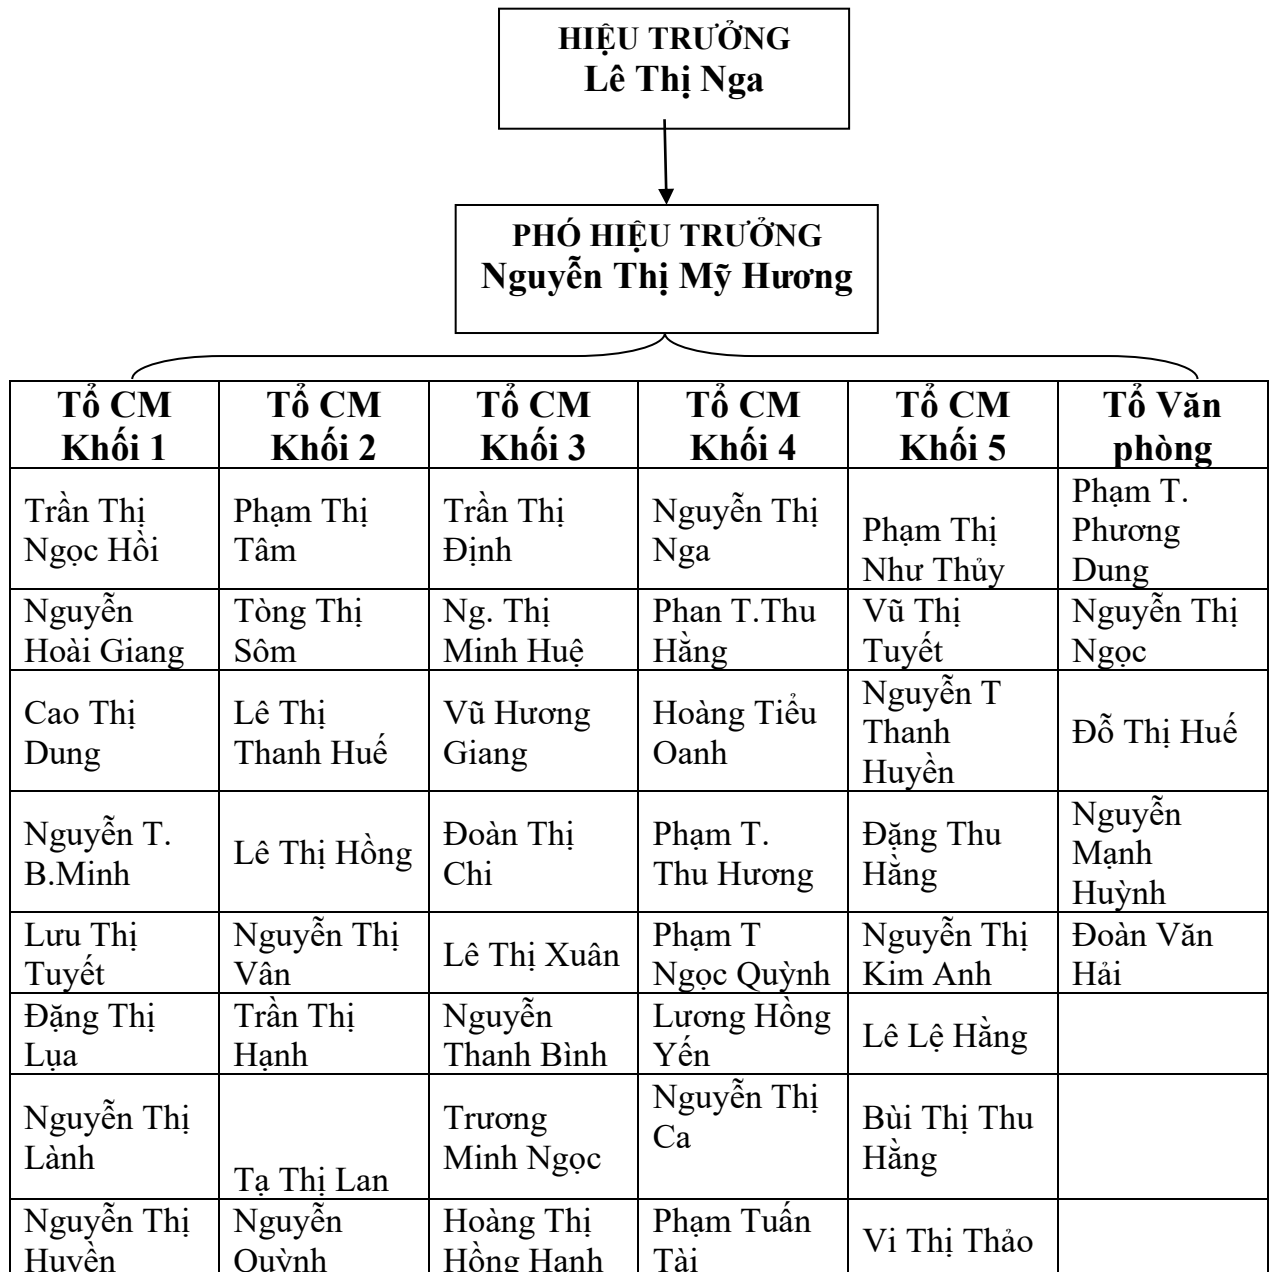 HIỆU TRƯỞNG
Lê Thị Nga
PHÓ HIỆU TRƯỞNG
Nguyễn Thị Mỹ Hương
Tổ CM
Khối 1
Tổ CM
Khối 2
Tổ CM
Khối 3
Tổ CM
Khối 4
Tổ CM
Khối 5
Tổ Văn
phòng
Trần Thị
Ngọc Hồi
Phạm Thị
Tâm
Trần Thị
Định
Nguyễn Thị
Nga
Phạm Thị
Như Thủy
Phạm T.
Phương
Dung
Nguyễn
Hoài Giang
Tòng Thị
Sôm
Ng. Thị
Minh Huệ
Phan T.Thu
Hằng
Vũ Thị
Tuyết
Nguyễn Thị
Ngọc
Cao Thị
Dung
Lê Thị
Thanh Huế
Vũ Hương
Giang
Hoàng Tiểu
Oanh
Nguyễn T
Thanh
Huyền
Đỗ Thị Huế
Nguyễn T.
B.Minh
Lê Thị Hồng
Đoàn Thị
Chi
Phạm T.
Thu Hương
Đặng Thu
Hằng
Nguyễn
Mạnh
Huỳnh
Lưu Thị
Tuyết
Nguyễn Thị
Vân
Lê Thị Xuân
Phạm T
Ngọc Quỳnh
Nguyễn Thị
Kim Anh
Đoàn Văn
Hải
Đặng Thị
Lụa
Trần Thị
Hạnh
Nguyễn
Thanh Bình
Lương Hồng
Yến
Lê Lệ Hằng
Nguyễn Thị
Lành
Tạ Thị Lan
Trương
Minh Ngọc
Nguyễn Thị
Ca
Bùi Thị Thu
Hằng
Nguyễn Thị
Huyền
Nguyễn
Quỳnh
Hoàng Thị
Hồng Hạnh
Phạm Tuấn
Tài
Vi Thị Thảo